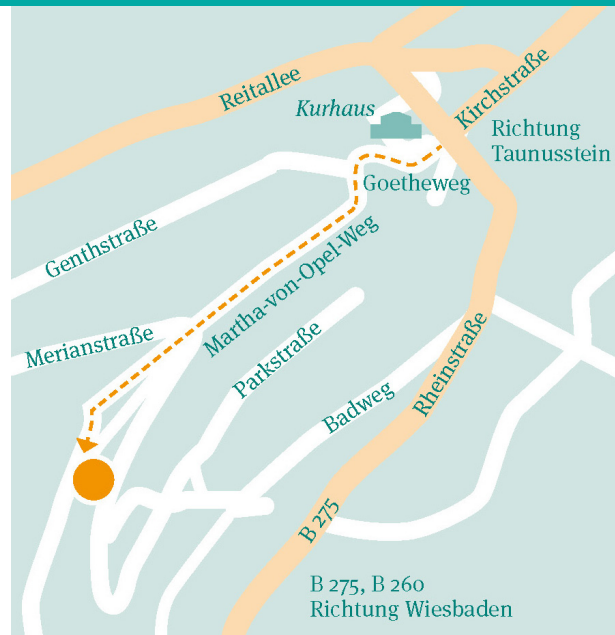 Reitallee
Kurhaus
Kirchstraße
Richtung
Taunusstein
Goetheweg
Genthstraße
Martha-von-Opel-Weg
Merianstraße
Parkstraße
Badweg
Rheinstraße
B 275
B 275, B 260
Richtung Wiesbaden